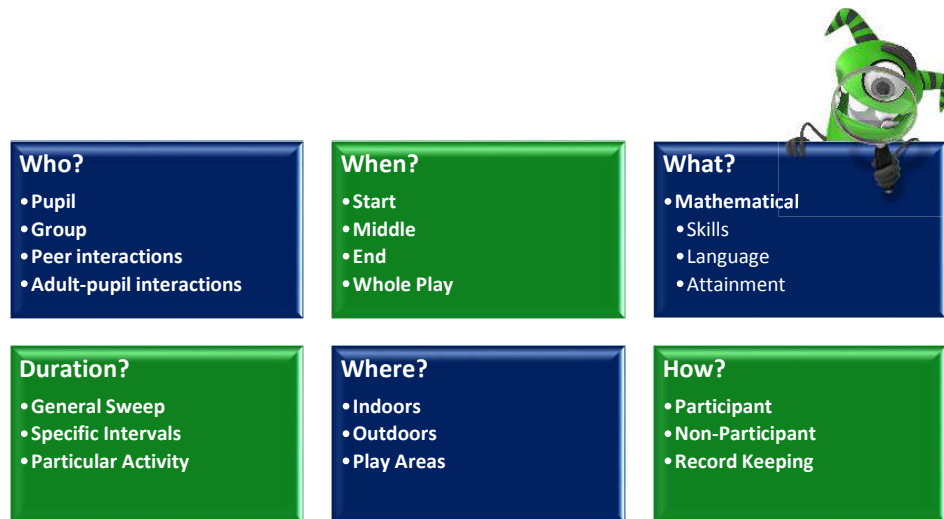 Who?
•Pupil
•Group
•Peer interactions
•Adult-pupil interactions
When?
•Start
•Middle
•End
•Whole Play
What?
•Mathematical
•Skills
•Language
•Attainment
Duration?
•General Sweep
•Specific Intervals
•Particular Activity
Where?
•Indoors
•Outdoors
•Play Areas
How?
•Participant
•Non-Participant
•Record Keeping